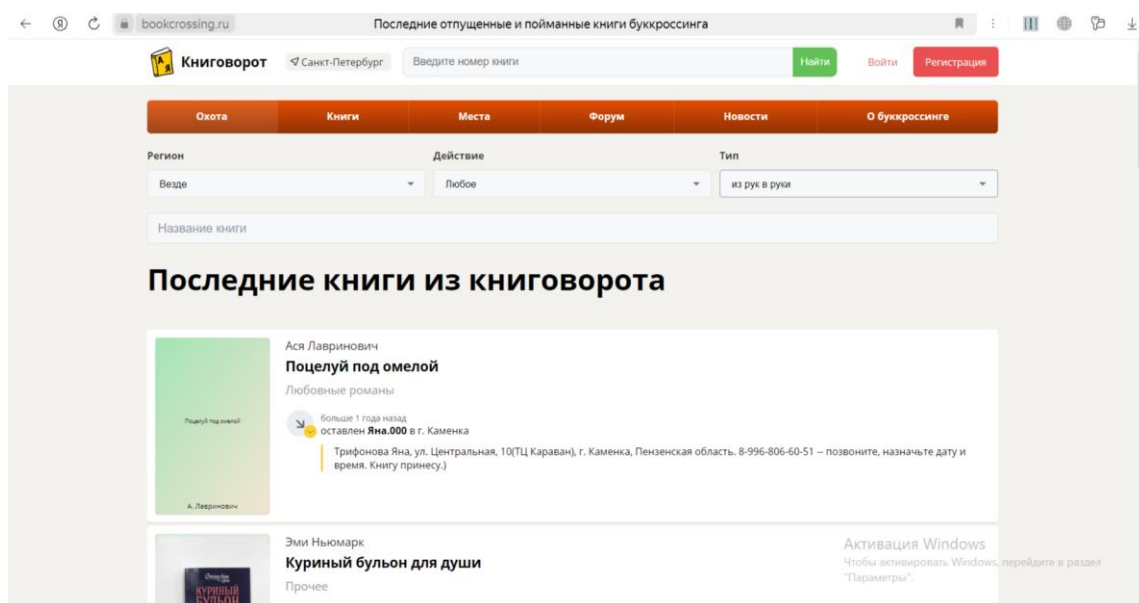 bookcrossing.ru
Последние отпущенные и пойманные книги буккроссинга
Книговорот
Санкт-Петербург
Введите номер книги
Найти
Войти
Регистрация
Охота
Книги
Места
Форум
Новости
О буккроссинге
Регион
Действие
Тип
Везде
Любое
из рук в руки
Название книги
Последние книги из книговорота
Поцелуй под омелой
А. Лавринович
Ася Лавринович
Поцелуй под омелой
Любовные романы
больше 1 года назад
оставлен Яна.000 в г. Каменка
Трифонова Яна, ул. Центральная, 10(ТЦ Караван), г. Каменка, Пензенская область. 8-996-806-60-51 -- позвоните, назначьте дату и
время. Книгу принесу.)
КУРИНЫЙ
БУЛЬОН
Эми Ньюмарк
Куриный бульон для души
Прочее
Активация Windows
Чтобы активировать Windows, перейдите в раздел
"Параметры".